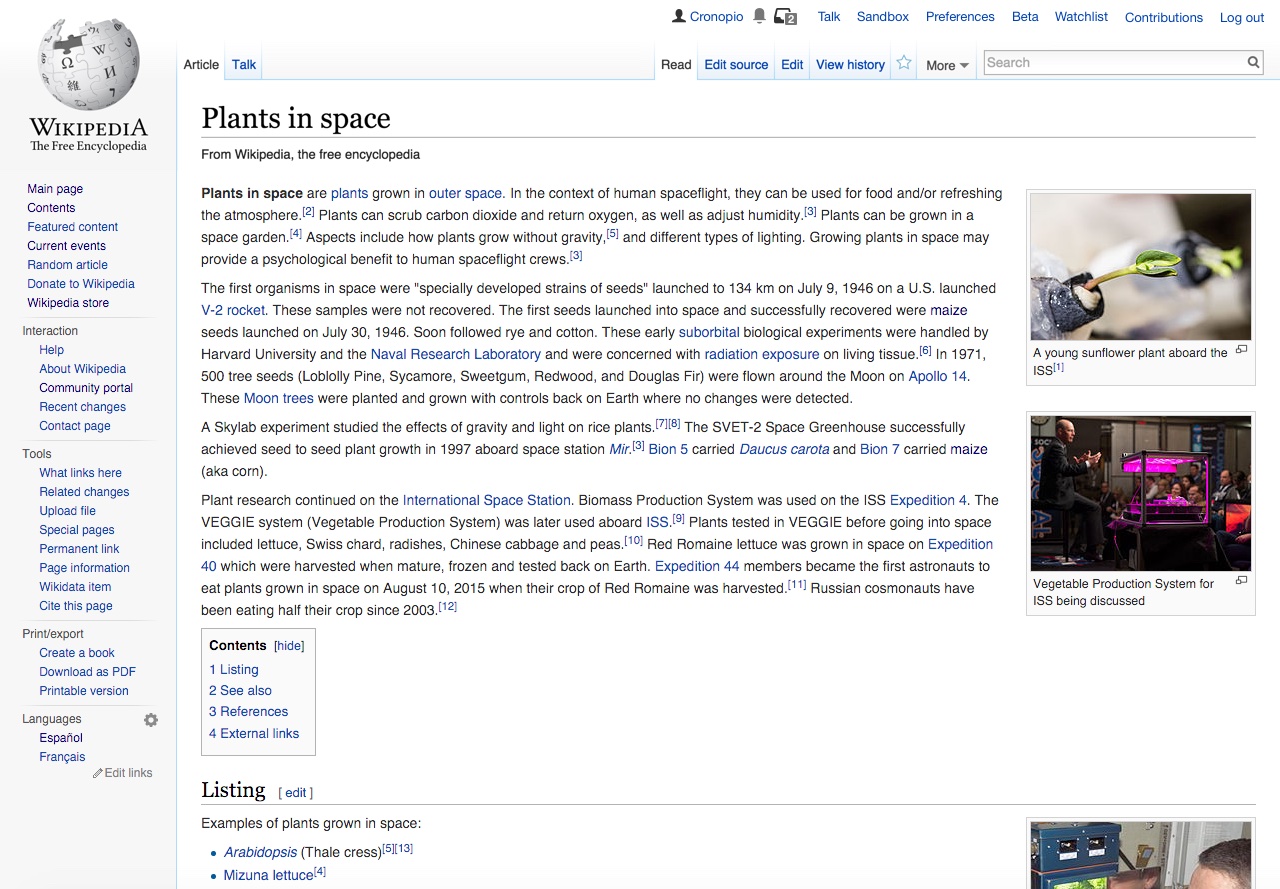 Cronopio 2 Talk Sandbox Preferences Beta Watchlist Contributions Log out
Article Talk Read Edit source Edit View history More Search
WIKIPEDIA
The Free Encyclopedia
Main page
Contents
Featured content
Current events
Random article
Donate to Wikipedia
Wikipedia store
Interaction
Help
About Wikipedia
Community portal
Recent changes
Contact page
Tools
What links here
Related changes
Upload file
Special pages
Permanent link
Page information
Wikidata item
Cite this page
Print/export
Create a book
Download as PDF
Printable version
Languages
Español
Français
Edit links
Plants in space
From Wikipedia, the free encyclopedia
Plants in space are plants grown in outer space. In the context of human spaceflight, they can be used for food and/or refreshing
the atmosphere.[2] Plants can scrub carbon dioxide and return oxygen, as well as adjust humidity.[3] Plants can be grown in a
space garden.[4] Aspects include how plants grow without gravity,[5] and different types of lighting. Growing plants in space may
provide a psychological benefit to human spaceflight crews.[3]
The first organisms in space were "specially developed strains of seeds" launched to 134 km on July 9, 1946 on a U.S. launched
V-2 rocket. These samples were not recovered. The first seeds launched into space and successfully recovered were maize
seeds launched on July 30, 1946. Soon followed rye and cotton. These early suborbital biological experiments were handled by
Harvard University and the Naval Research Laboratory and were concerned with radiation exposure on living tissue.[6] In 1971,
500 tree seeds (Loblolly Pine, Sycamore, Sweetgum, Redwood, and Douglas Fir) were flown around the Moon on Apollo 14.
These Moon trees were planted and grown with controls back on Earth where no changes were detected.
A Skylab experiment studied the effects of gravity and light on rice plants.[7][8] The SVET-2 Space Greenhouse successfully
achieved seed to seed plant growth in 1997 aboard space station Mir.[3] Bion 5 carried Daucus carota and Bion 7 carried maize
(aka corn).
Plant research continued on the International Space Station. Biomass Production System was used on the ISS Expedition 4. The
VEGGIE system (Vegetable Production System) was later used aboard ISS.[9] Plants tested in VEGGIE before going into space
included lettuce, Swiss chard, radishes, Chinese cabbage and peas.[10] Red Romaine lettuce was grown in space on Expedition
40 which were harvested when mature, frozen and tested back on Earth. Expedition 44 members became the first astronauts to
eat plants grown in space on August 10, 2015 when their crop of Red Romaine was harvested.[11] Russian cosmonauts have
been eating half their crop since 2003.[12]
A young sunflower plant aboard the
ISS[1]
Vegetable Production System for
ISS being discussed
Contents [hide]
1 Listing
2 See also
3 References
4 External links
Listing [ edit ]
Examples of plants grown in space:
Arabidopsis (Thale cress)[5][13]
Mizuna lettuce[4]